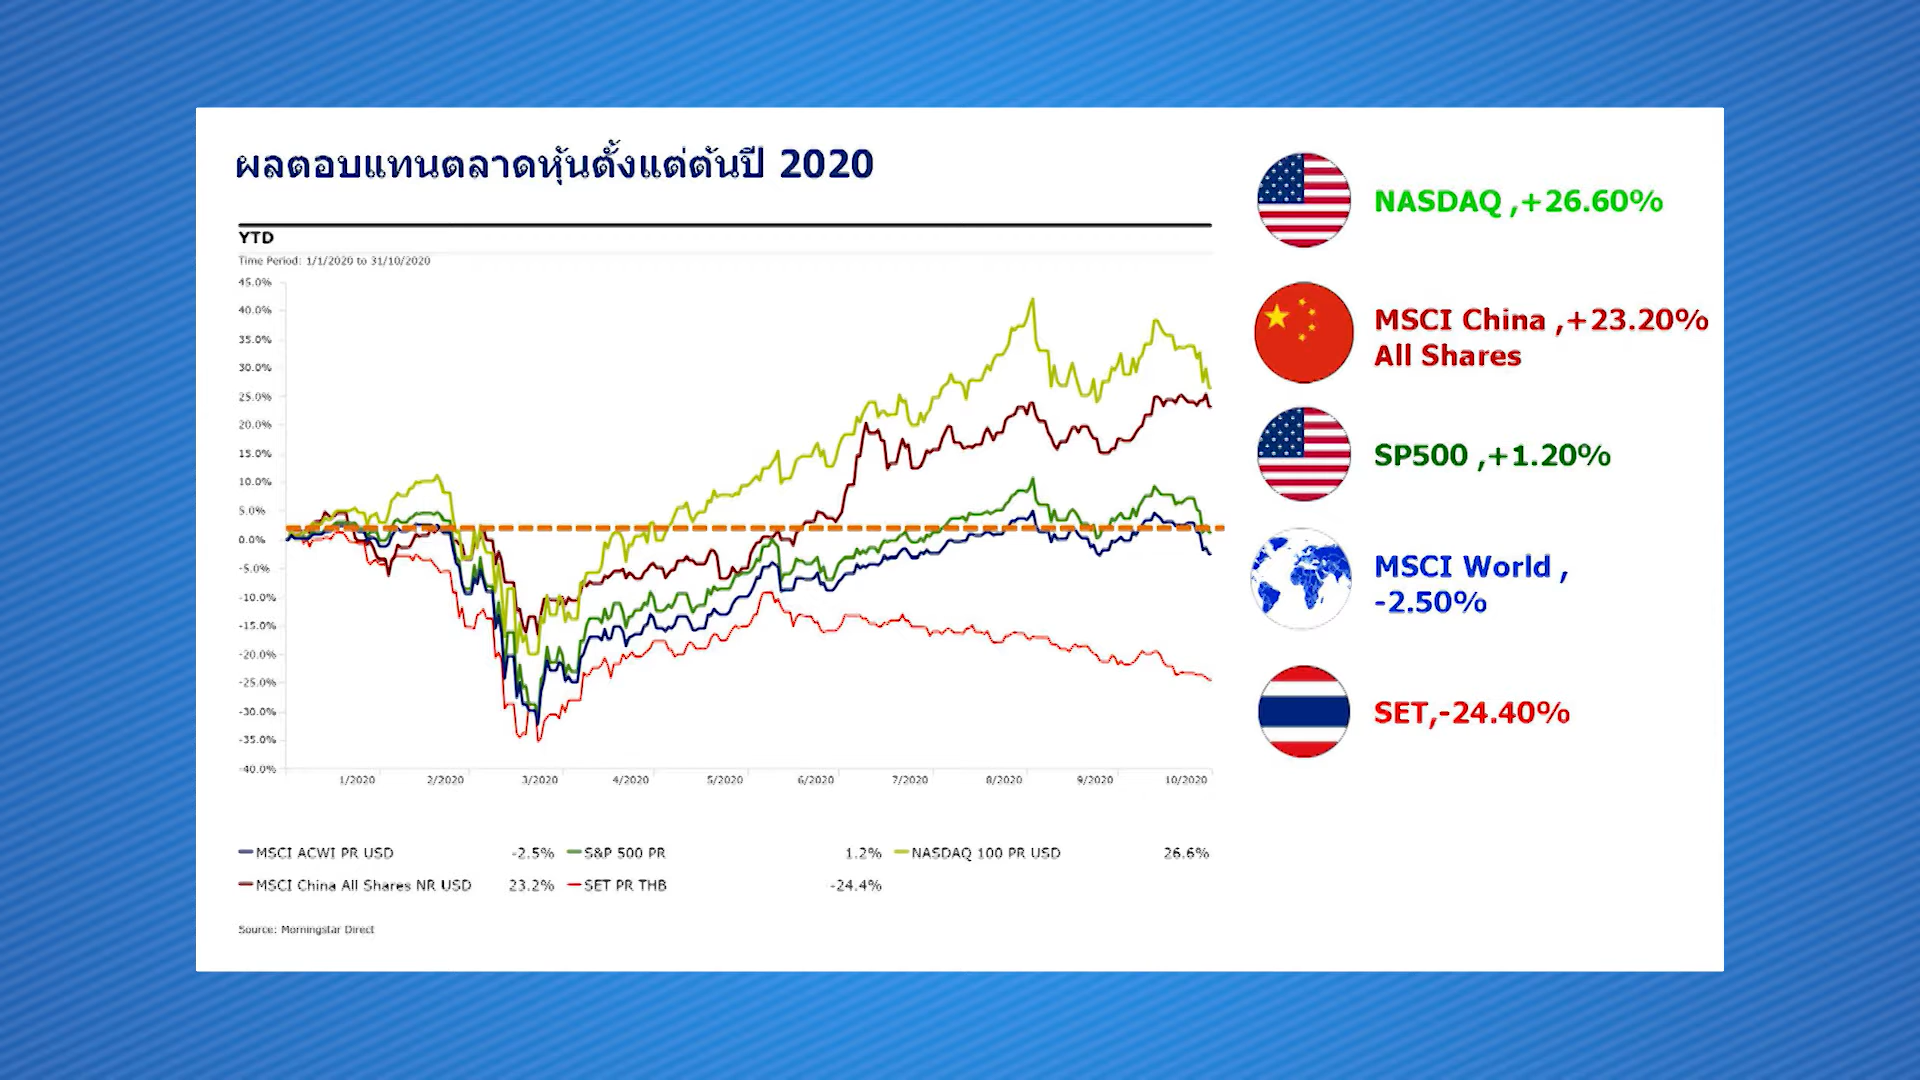 ผลตอบแทนตลาดหุ้นตั้งแต่ต้นปี 2020
YTD
Time Period: 1/1/2020 to 31/10/2020
45.0%
40.0%
35.0%
30.0%
25.0%
20.0%
15.0%
10.0%
5.0%
0.0%
-5.0%
-10.0%
-15.0%
-20.0%
-25.0%
-30.0%
-35.0%
-40.0%
1/2020 2/2020 3/2020 4/2020 5/2020 6/2020 7/2020 8/2020 9/2020 10/2020
MSCI ACWI PR USD -2.5% S&P 500 PR 1.2% NASDAQ 100 PR USD 26.6%
MSCI China All Shares NR USD 23.2% SET PR THB -24.4%
Source: Morningstar Direct
NASDAQ ,+26.60%
MSCI China ,+23.20%
All Shares
SP500 ,+1.20%
MSCI World ,
-2.50%
SET,-24.40%